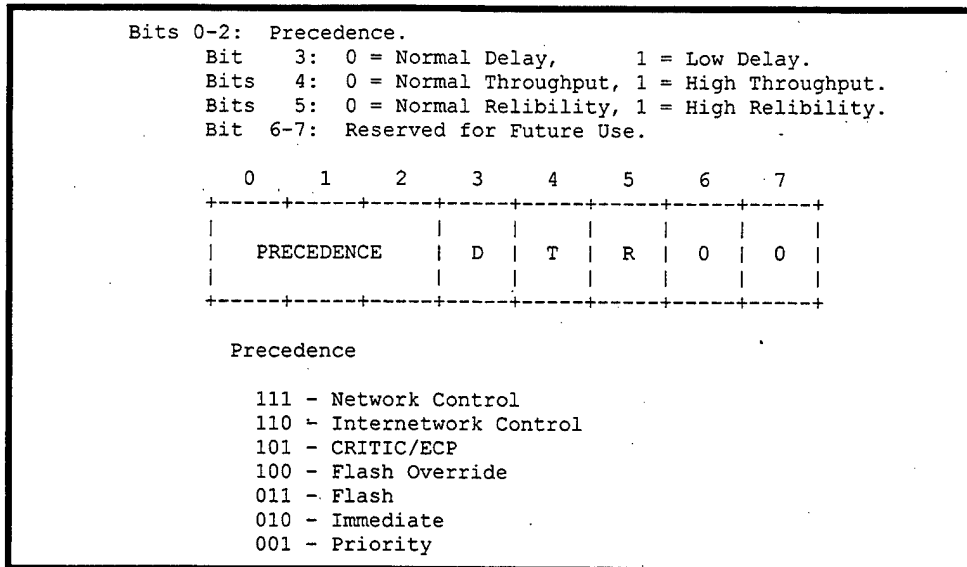 Bits 0-2:  Precedence.
Bit    3:  0 = Normal Delay,      1 = Low Delay.
Bits   4:  0 = Normal Throughput, 1 = High Throughput.
Bits   5:  0 = Normal Relibility, 1 = High Relibility.
Bit  6-7:  Reserved for Future Use.
   0     1     2     3     4     5     6     7
+-----+-----+-----+-----+-----+-----+-----+-----+
|                 |     |     |     |     |     |
|   PRECEDENCE    |  D  |  T  |  R  |  0  |  0  |
|                 |     |     |     |     |     |
+-----+-----+-----+-----+-----+-----+-----+-----+
Precedence
111 - Network Control
110 - Internetwork Control
101 - CRITIC/ECP
100 - Flash Override
011 - Flash
010 - Immediate
001 - Priority